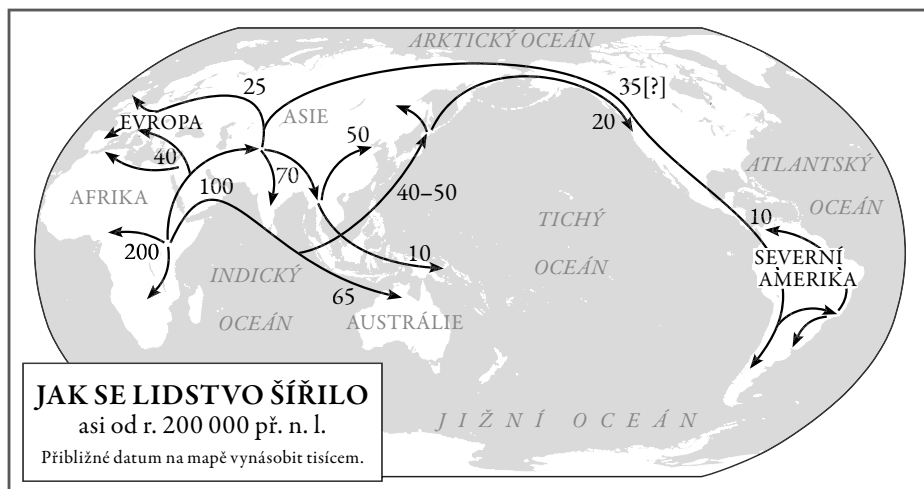 ARKTICKÝ OCEÁN
25
35[?]
EVROPA
ASIE
20
50
ATLANTSKÝ
OCEÁN
40
70
AFRIKA
100
40–50
TICHÝ
OCEÁN
10
200
10
SEVERNÍ
AMERIKA
INDICKÝ
OCEÁN
65
AUSTRÁLIE
JAK SE LIDSTVO ŠÍŘILO
asi od r. 200 000 př. n. l.
Přibližné datum na mapě vynásobit tisícem.
JIŽNÍ OCEÁN